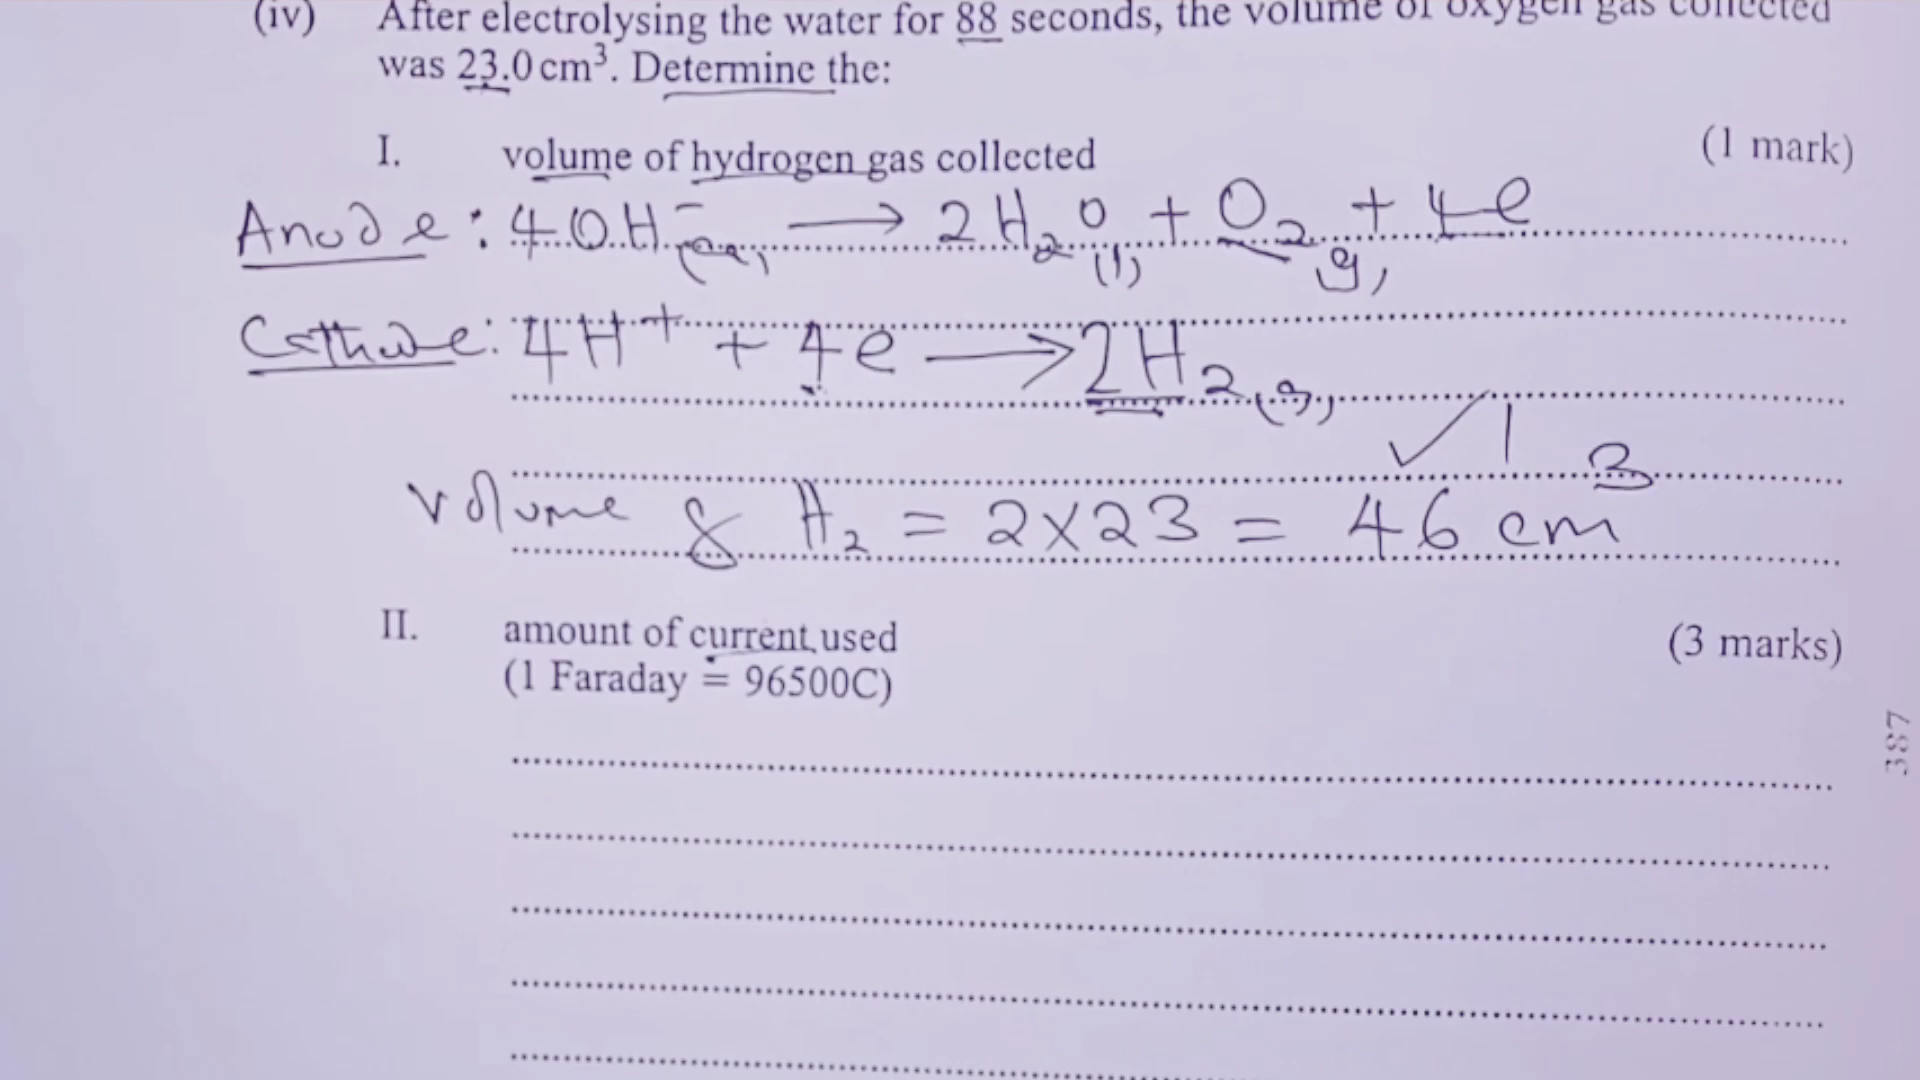 (iv) After electrolysing the water for 88 seconds, the volume of oxygen gas collected
was 23.0 cm³. Determine the:
I. volume of hydrogen gas collected (1 mark)
Anode: 4OH⁻(aq) → 2H₂O(l) + O₂(g) + 4e
Cathode: 4H⁺ + 4e → 2H₂(g)
✓1
Volume of H₂ = 2×23 = 46 cm³
II. amount of current used (3 marks)
(1 Faraday = 96500C)
387